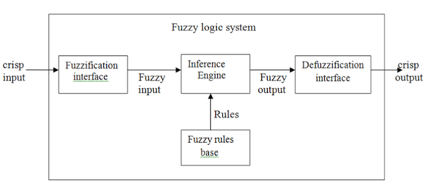 Fuzzy logic system
crisp
input
Fuzzification
interface
Fuzzy
input
Inference
Engine
Fuzzy
output
Defuzzification
interface
crisp
output
Rules
Fuzzy rules
base